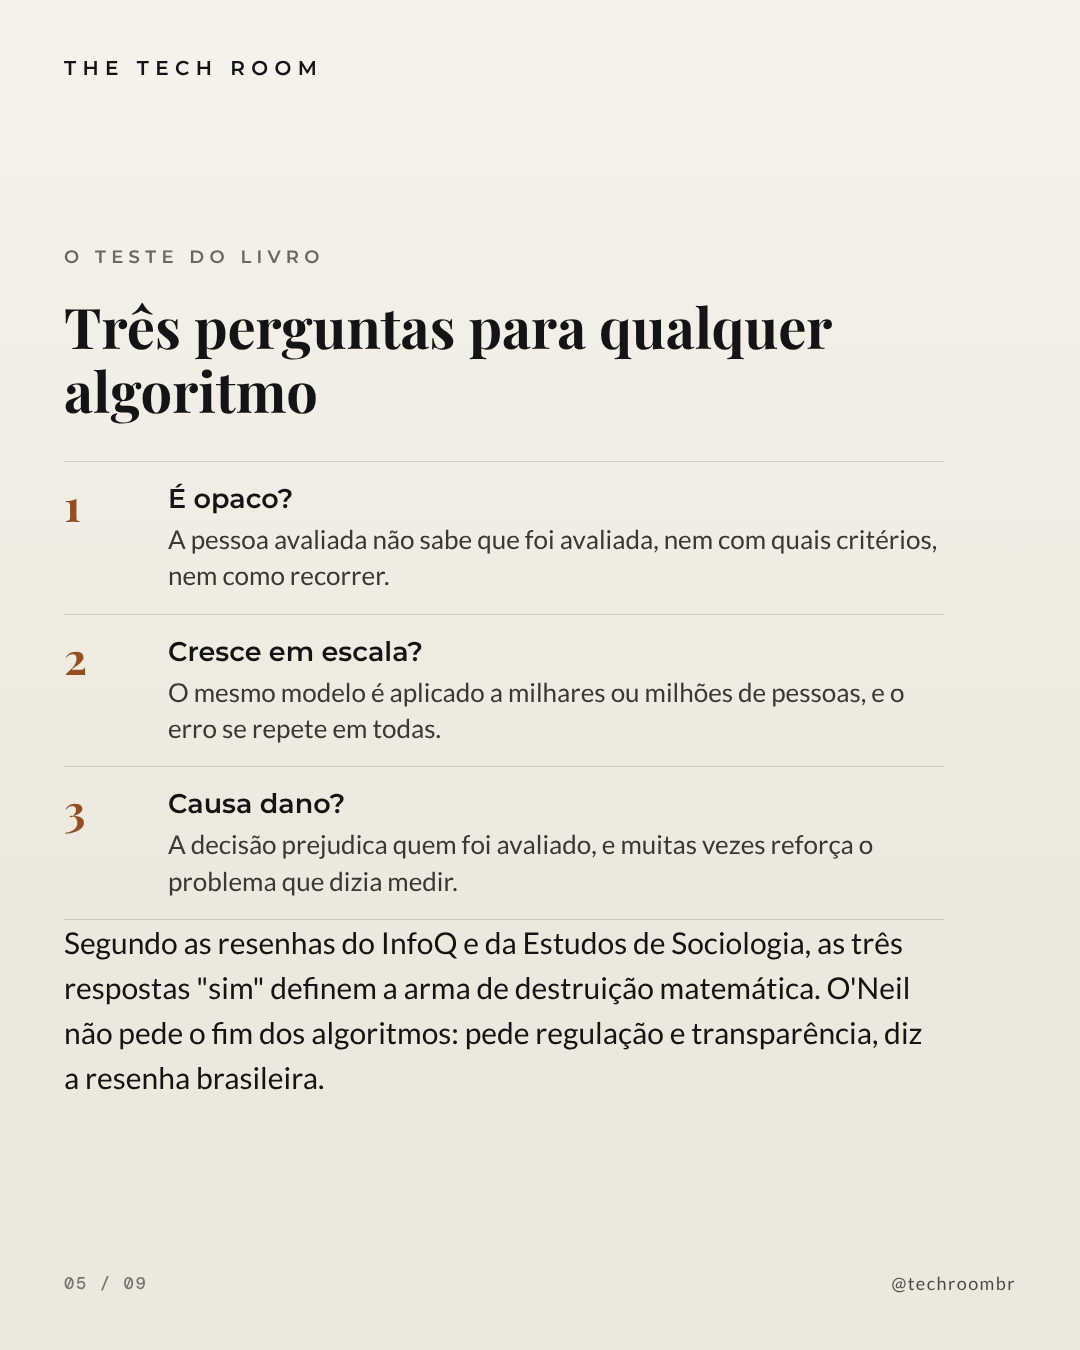 THE TECH ROOM
O TESTE DO LIVRO
Três perguntas para qualquer
algoritmo
1
É opaco?
A pessoa avaliada não sabe que foi avaliada, nem com quais critérios,
nem como recorrer.
2
Cresce em escala?
O mesmo modelo é aplicado a milhares ou milhões de pessoas, e o
erro se repete em todas.
3
Causa dano?
A decisão prejudica quem foi avaliado, e muitas vezes reforça o
problema que dizia medir.
Segundo as resenhas do InfoQ e da Estudos de Sociologia, as três
respostas "sim" definem a arma de destruição matemática. O'Neil
não pede o fim dos algoritmos: pede regulação e transparência, diz
a resenha brasileira.
05 / 09
@techroombr